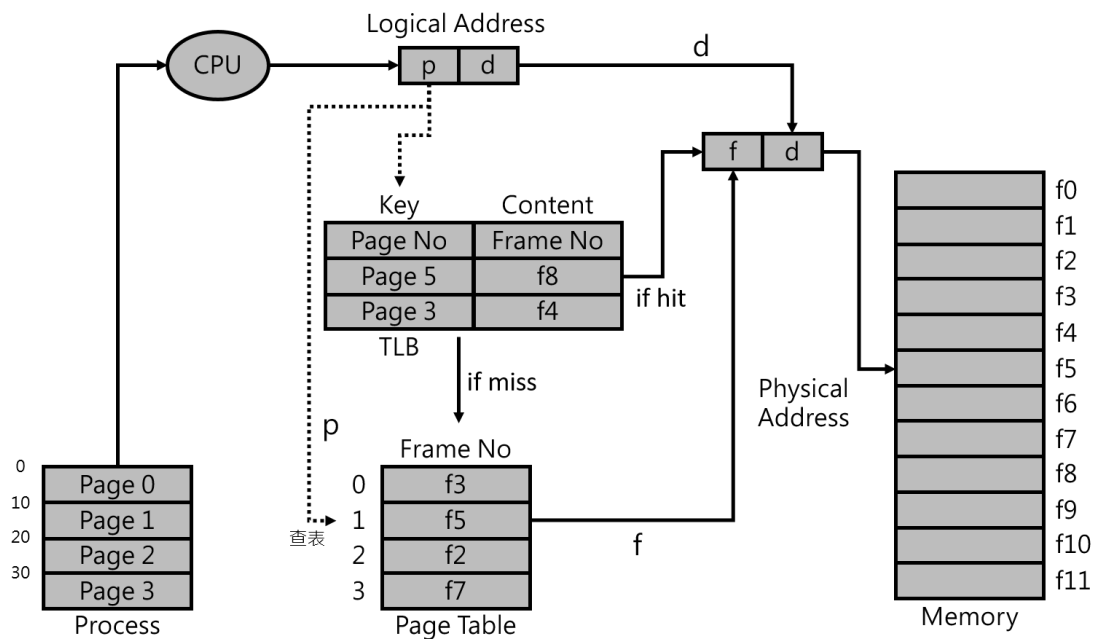 Logical Address
CPU
p d
d
f d
Key Content
Page No Frame No
Page 5 f8
Page 3 f4
TLB
if hit
if miss
p
查表
Frame No
0 f3
1 f5
2 f2
3 f7
Page Table
f
0
10
20
30
Page 0
Page 1
Page 2
Page 3
Process
Physical
Address
f0
f1
f2
f3
f4
f5
f6
f7
f8
f9
f10
f11
Memory